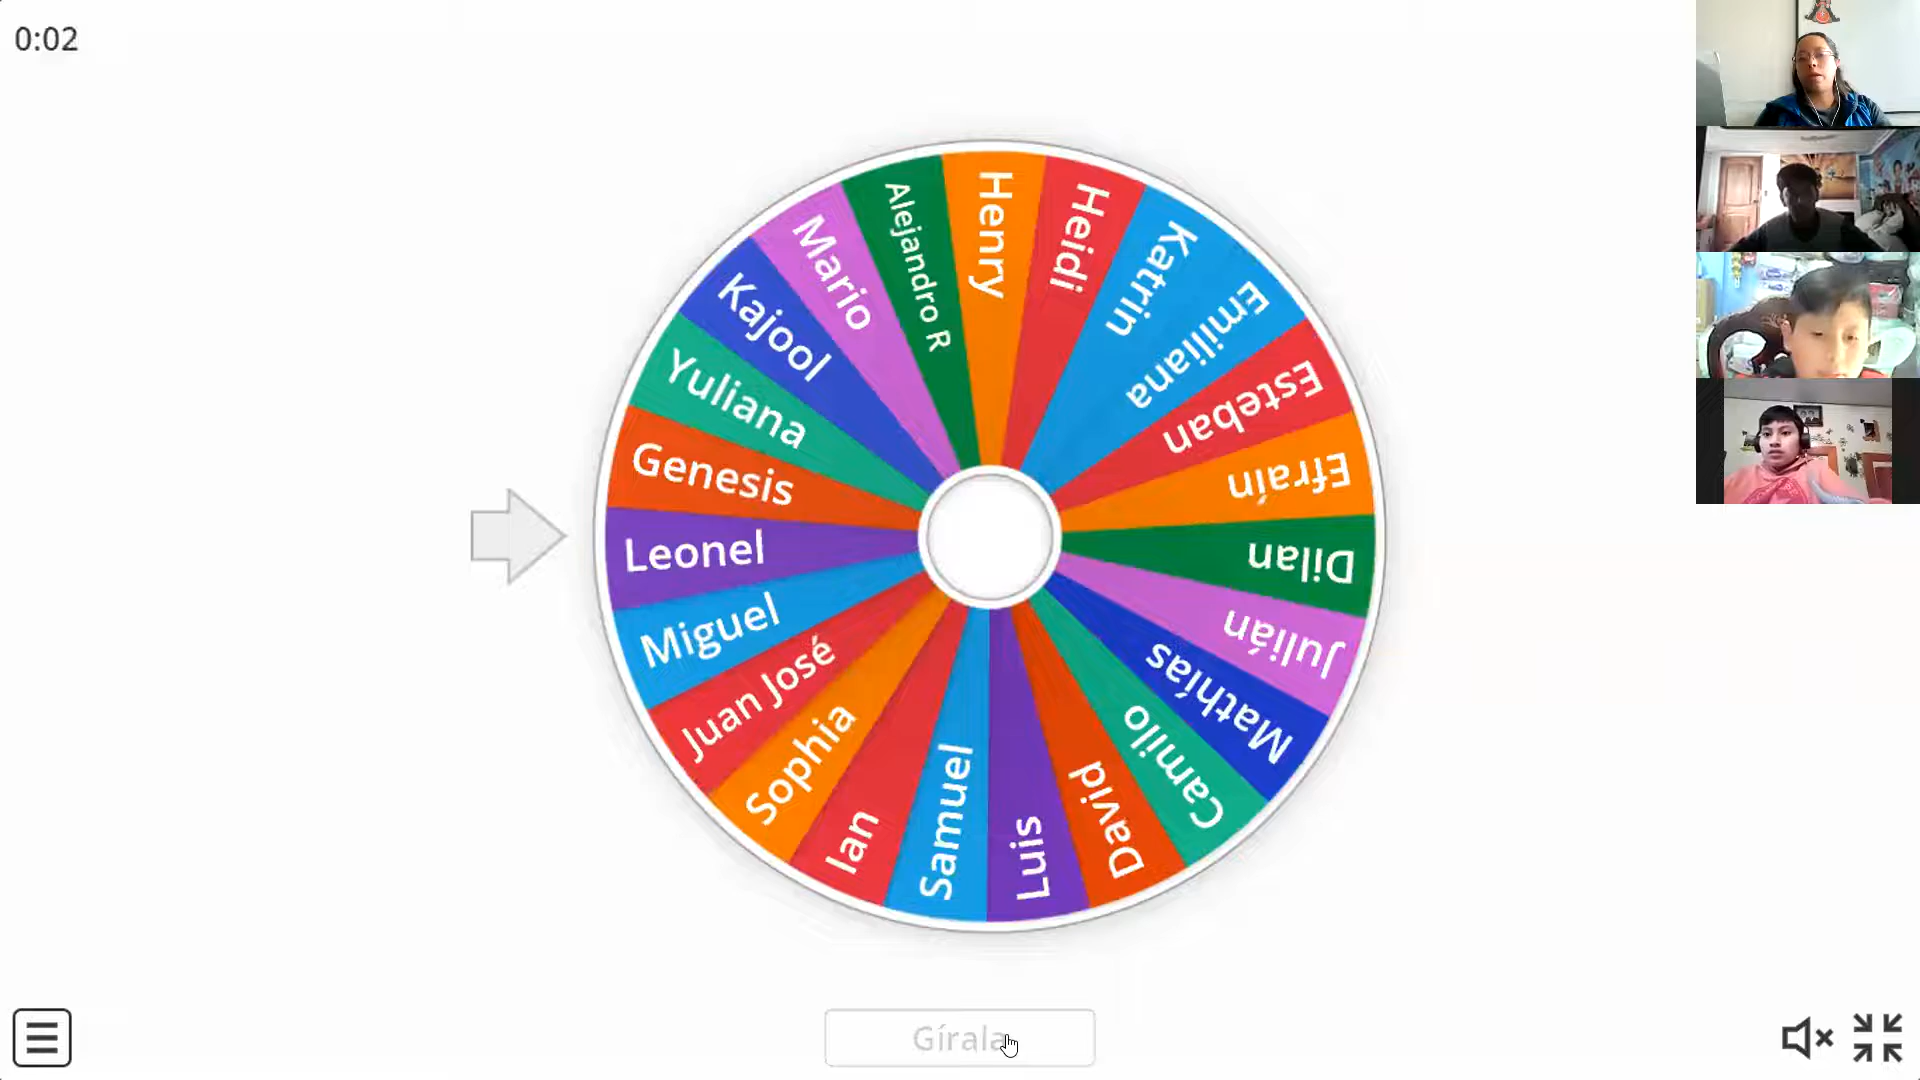 0:02
Henry
Heidi
Katrin
Emiliana
Esteban
Efraín
Dilan
Julián
Mathías
Camilo
David
Luis
Samuel
Ian
Sophia
Juan José
Miguel
Leonel
Genesis
Yuliana
Kajool
Mario
Alejandro R
Gírala